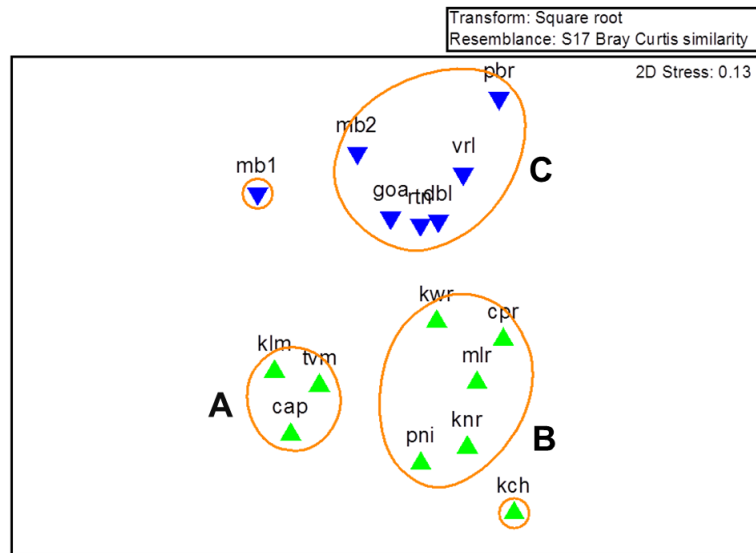 Transform: Square root
Resemblance: S17 Bray Curtis similarity
2D Stress: 0.13
pbr
mb2
vrl
mb1
C
goa
rtn
dbl
kwr
cpr
klm
tvm
mlr
A
cap
pni
knr
B
kch